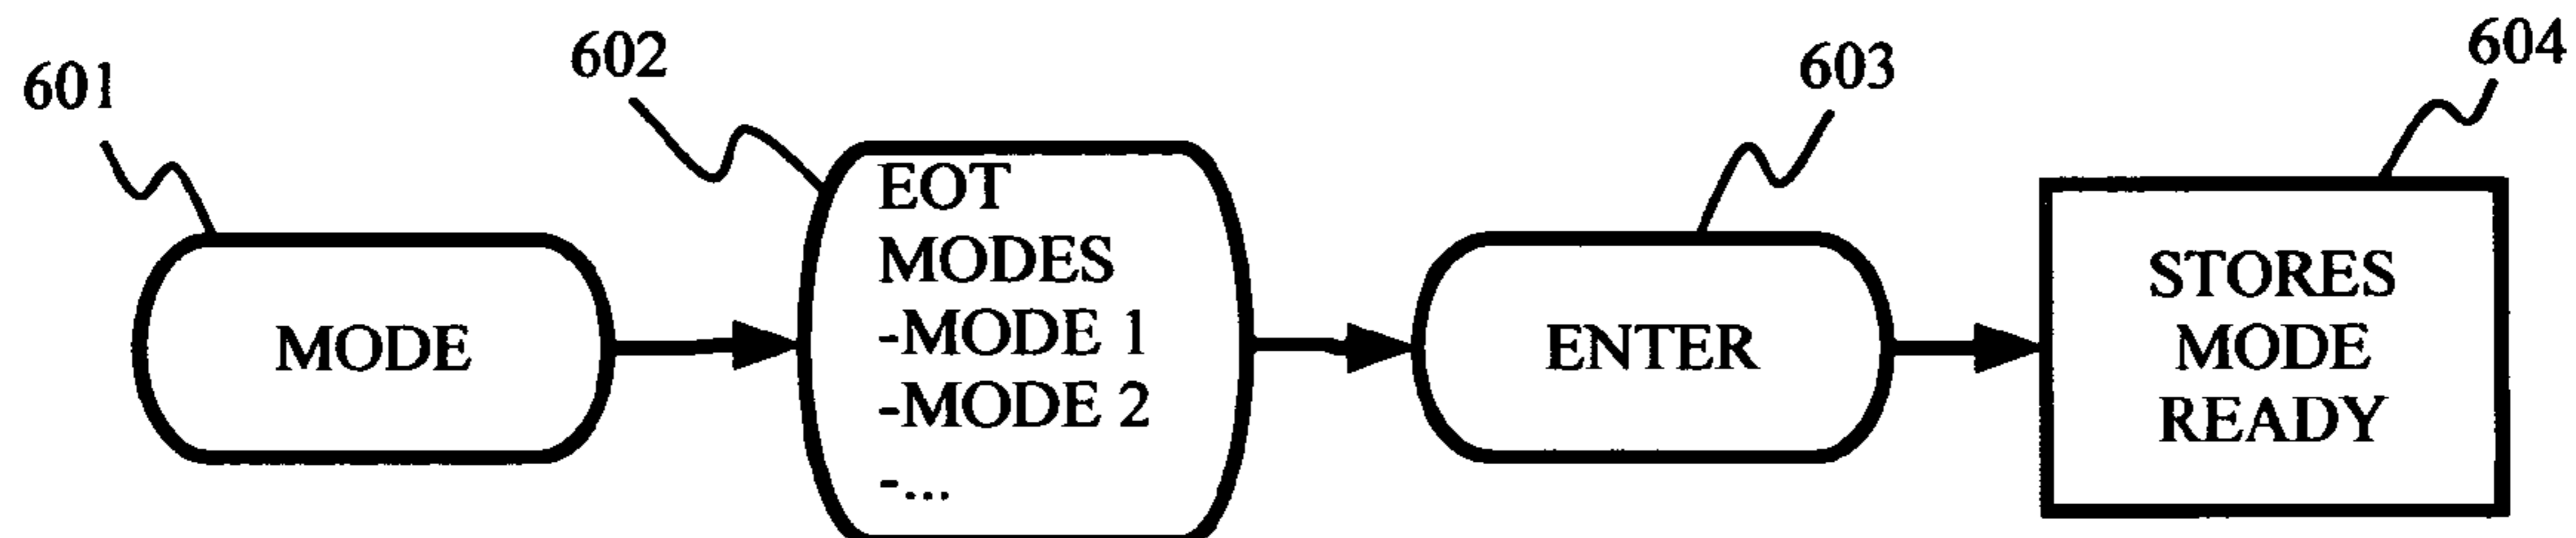 601
602
603
604
MODE
EOT
MODES
-MODE 1
-MODE 2
-...
ENTER
STORES
MODE
READY